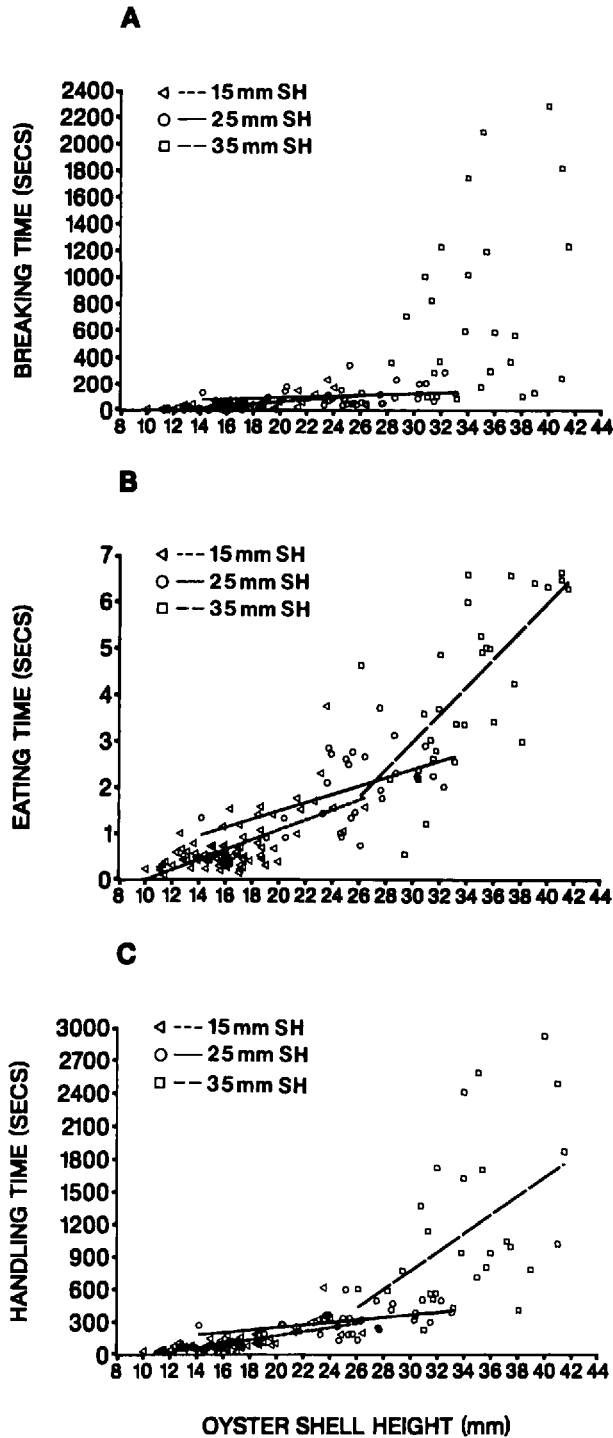 A
BREAKING TIME (SECS)
2400
2200
2000
1800
1600
1400
1200
1000
800
600
400
200
0
15 mm SH
25 mm SH
35 mm SH
8 10 12 14 16 18 20 22 24 26 28 30 32 34 36 38 40 42 44
B
EATING TIME (SECS)
7
6
5
4
3
2
1
0
15 mm SH
25 mm SH
35 mm SH
8 10 12 14 16 18 20 22 24 26 28 30 32 34 36 38 40 42 44
C
HANDLING TIME (SECS)
3000
2700
2400
1800
1500
1200
900
600
300
0
15 mm SH
25 mm SH
35 mm SH
8 10 12 14 16 18 20 22 24 26 28 30 32 34 36 38 40 42 44
OYSTER SHELL HEIGHT (mm)